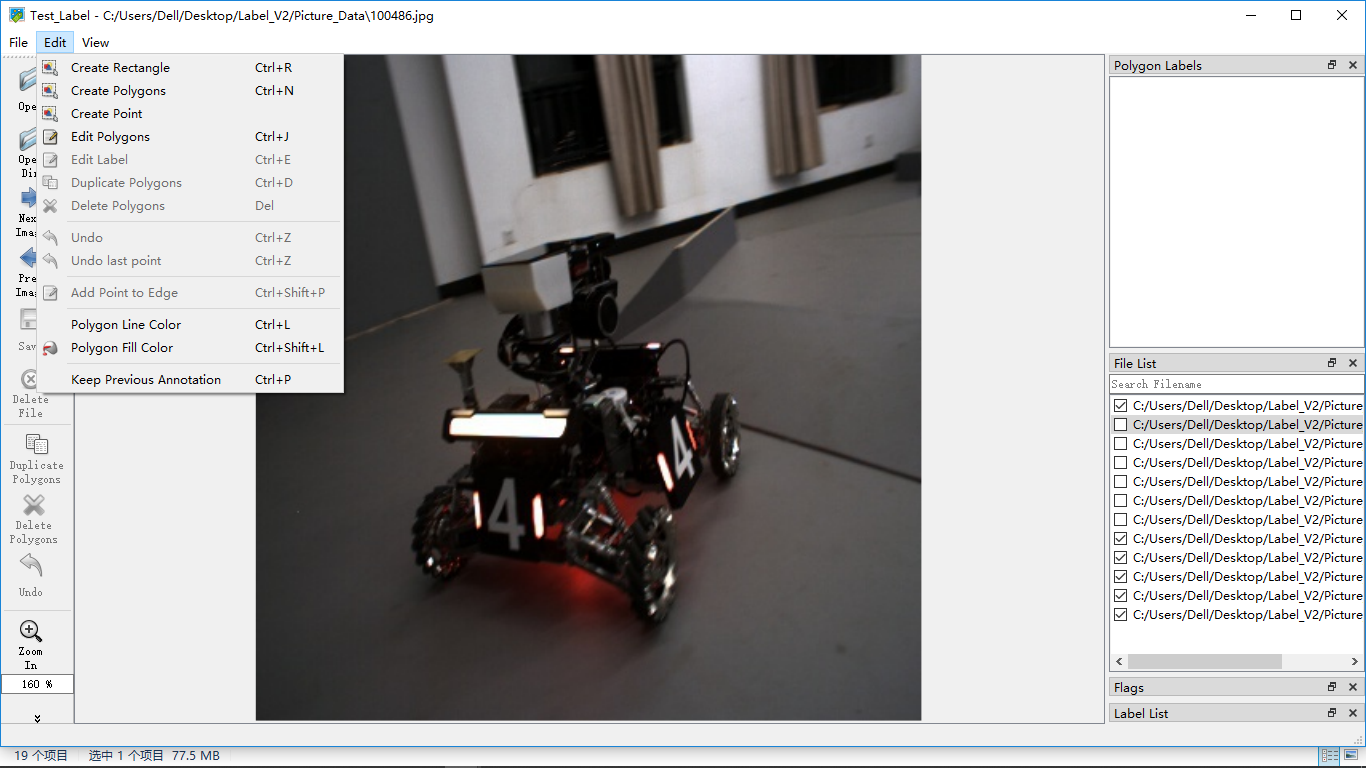 Test_Label - C:/Users/Dell/Desktop/Label_V2/Picture_Data\100486.jpg
File Edit View
Create Rectangle Ctrl+R
Create Polygons Ctrl+N
Create Point
Edit Polygons Ctrl+J
Edit Label Ctrl+E
Duplicate Polygons Ctrl+D
Delete Polygons Del
Undo Ctrl+Z
Undo last point Ctrl+Z
Add Point to Edge Ctrl+Shift+P
Polygon Line Color Ctrl+L
Polygon Fill Color Ctrl+Shift+L
Keep Previous Annotation Ctrl+P
Ope
Ope
Di
Nex
Ima
Pre
Ima
Sav
Delete
File
Duplicate
Polygons
Delete
Polygons
Undo
Zoom
In
160 %
4
4
Polygon Labels
File List
Search Filename
C:/Users/Dell/Desktop/Label_V2/Picture
C:/Users/Dell/Desktop/Label_V2/Picture
C:/Users/Dell/Desktop/Label_V2/Picture
C:/Users/Dell/Desktop/Label_V2/Picture
C:/Users/Dell/Desktop/Label_V2/Picture
C:/Users/Dell/Desktop/Label_V2/Picture
C:/Users/Dell/Desktop/Label_V2/Picture
C:/Users/Dell/Desktop/Label_V2/Picture
C:/Users/Dell/Desktop/Label_V2/Picture
C:/Users/Dell/Desktop/Label_V2/Picture
C:/Users/Dell/Desktop/Label_V2/Picture
C:/Users/Dell/Desktop/Label_V2/Picture
Flags
Label List
19 个项目 选中 1 个项目 77.5 MB